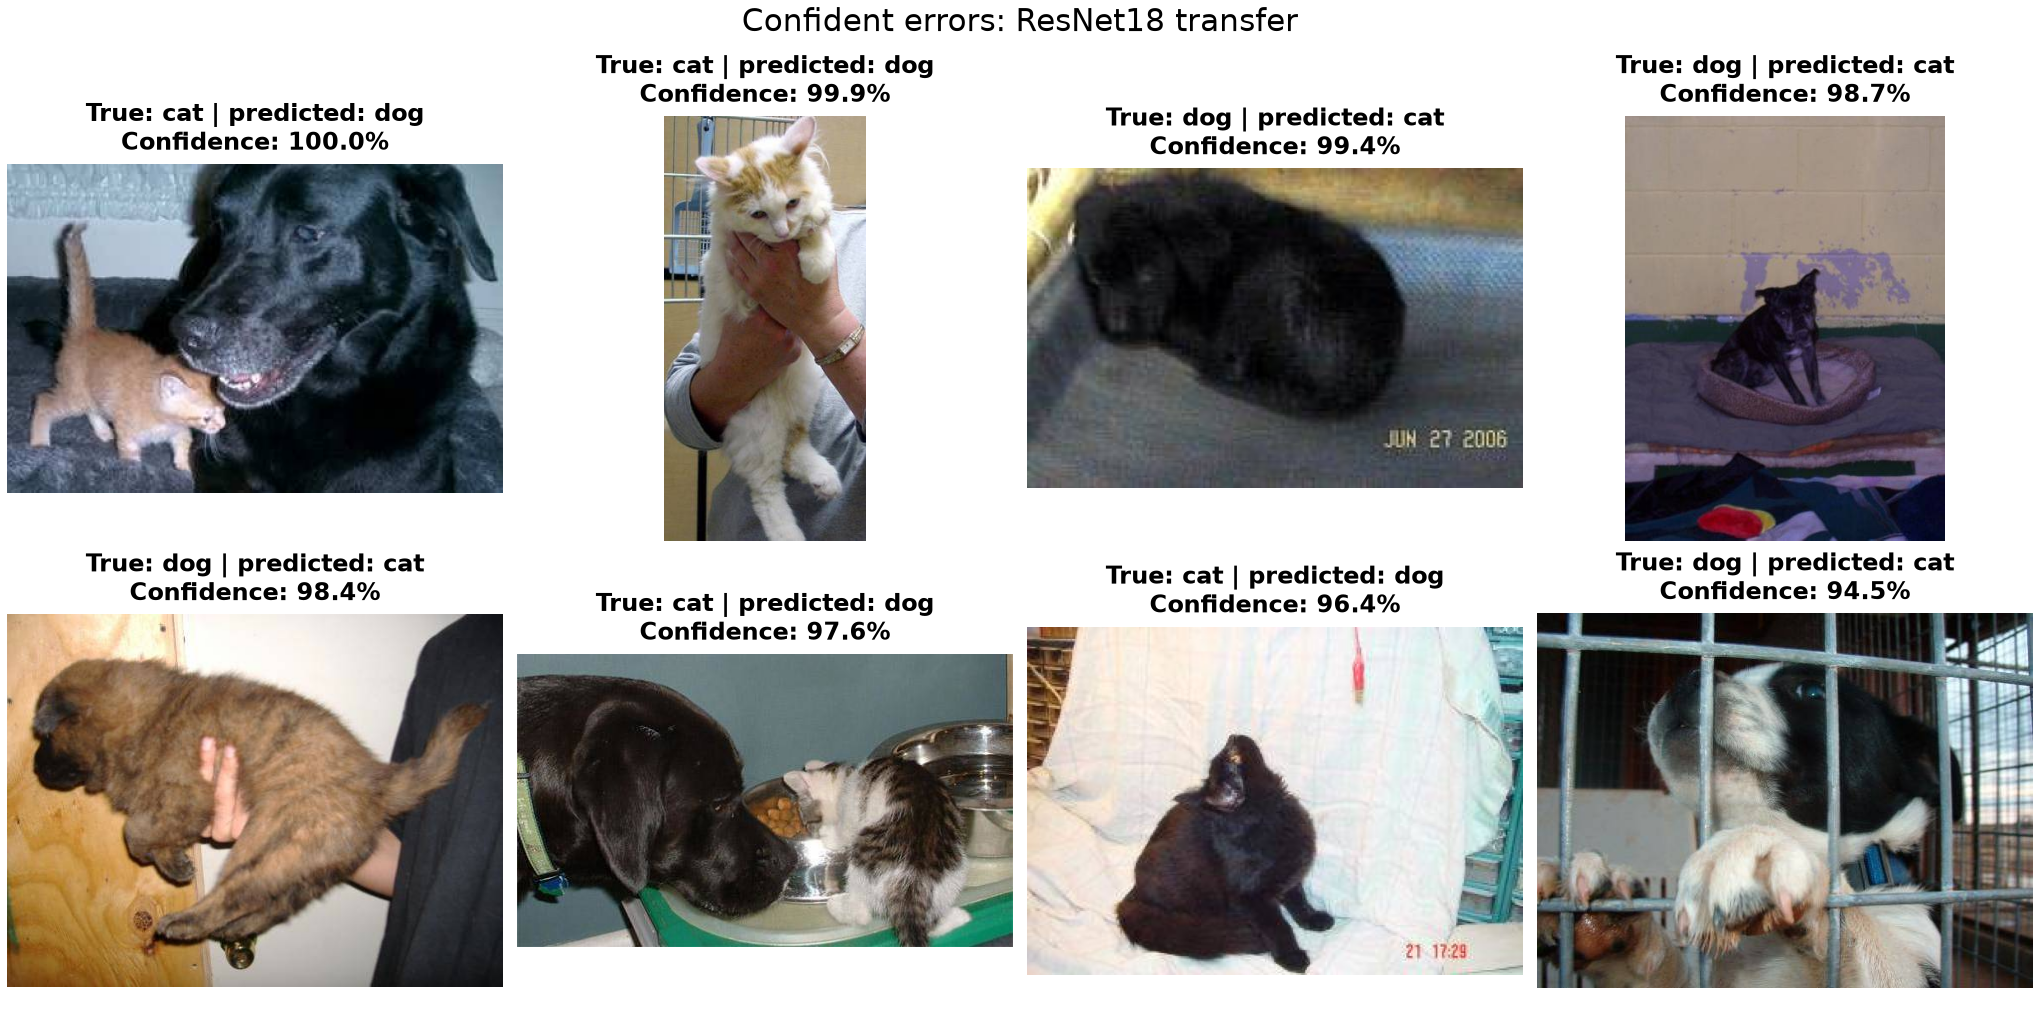 Confident errors: ResNet18 transfer
True: cat | predicted: dog
Confidence: 100.0%
True: cat | predicted: dog
Confidence: 99.9%
True: dog | predicted: cat
Confidence: 99.4%
JUN 27 2006
True: dog | predicted: cat
Confidence: 98.7%
True: dog | predicted: cat
Confidence: 98.4%
True: cat | predicted: dog
Confidence: 97.6%
True: cat | predicted: dog
Confidence: 96.4%
21 17:29
True: dog | predicted: cat
Confidence: 94.5%